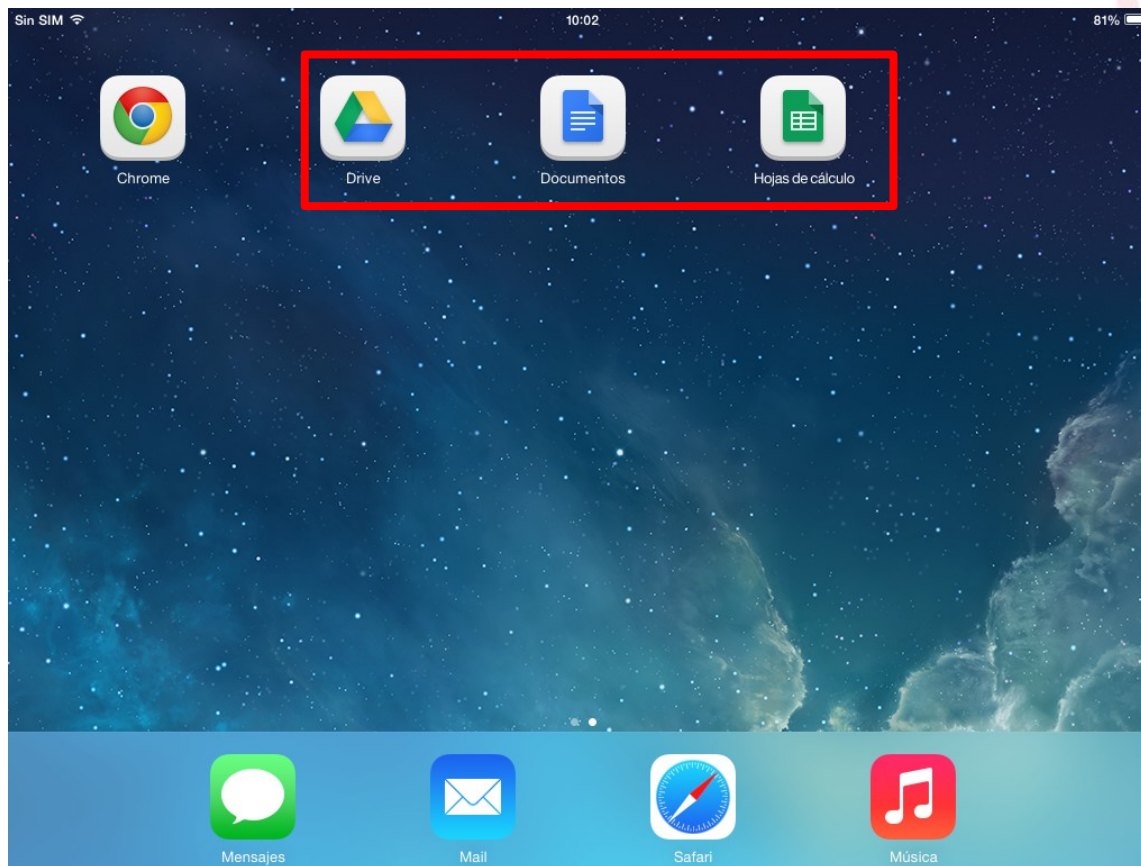 Sin SIM 10:02 81%
Chrome Drive Documentos Hojas de cálculo
Mensajes Mail Safari Música